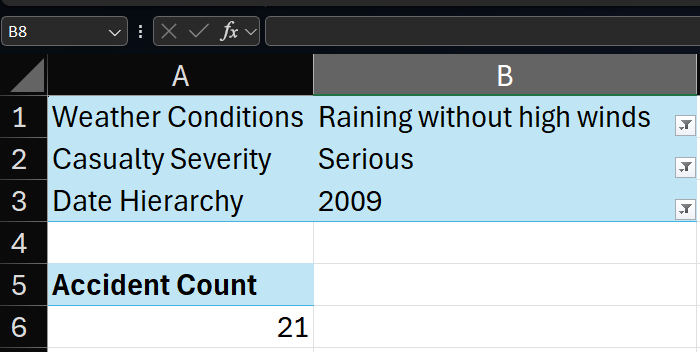 B8 fx
A B
1 Weather Conditions Raining without high winds
2 Casualty Severity Serious
3 Date Hierarchy 2009
4
5 Accident Count
6 21